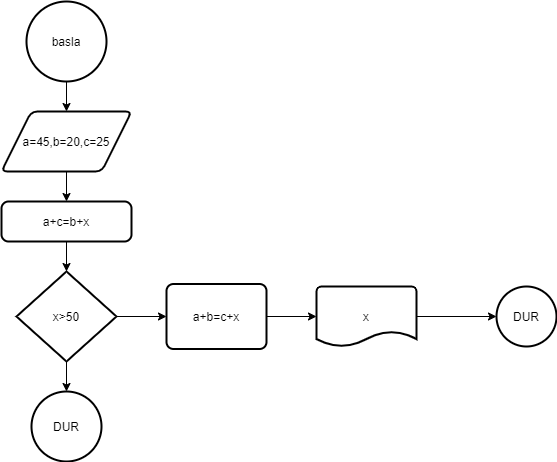 basla
a=45,b=20,c=25
a+c=b+x
x>50
a+b=c+x
x
DUR
DUR